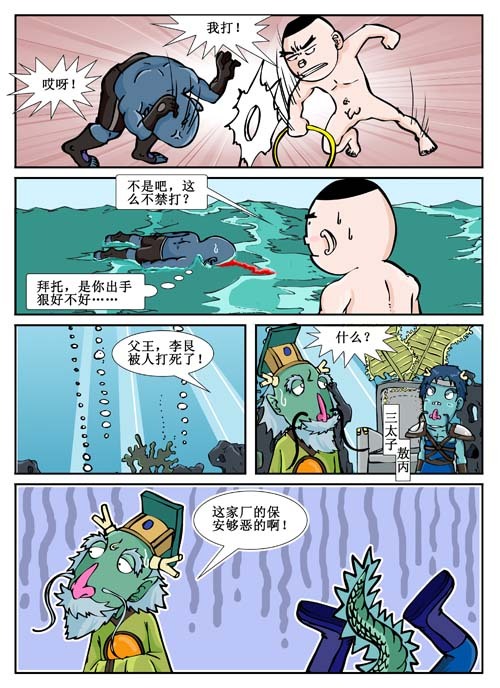 我打！
哎呀！
不是吧，这
么不禁打？
拜托，是你出手
狠好不好……
父王，李艮
被人打死了！
什么？
三太子
敖丙
这家厂的保
安够恶的啊！